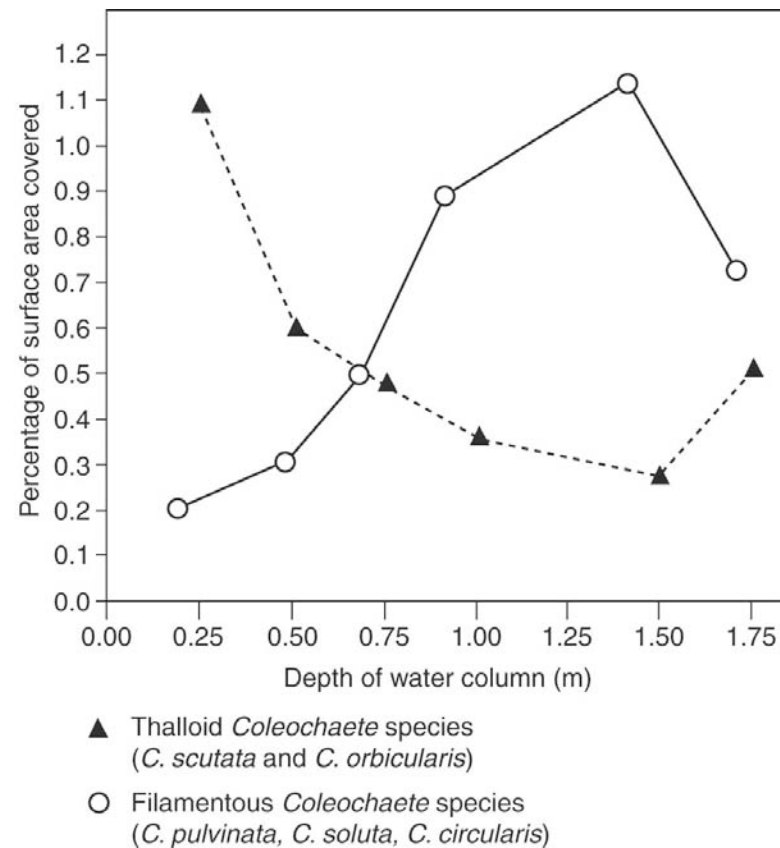 1.2
1.1
1.0
0.9
0.8
0.7
0.6
0.5
0.4
0.3
0.2
0.1
0.0
Percentage of surface area covered
0.00 0.25 0.50 0.75 1.00 1.25 1.50 1.75
Depth of water column (m)
Thalloid Coleochaete species
(C. scutata and C. orbicularis)
Filamentous Coleochaete species
(C. pulvinata, C. soluta, C. circularis)